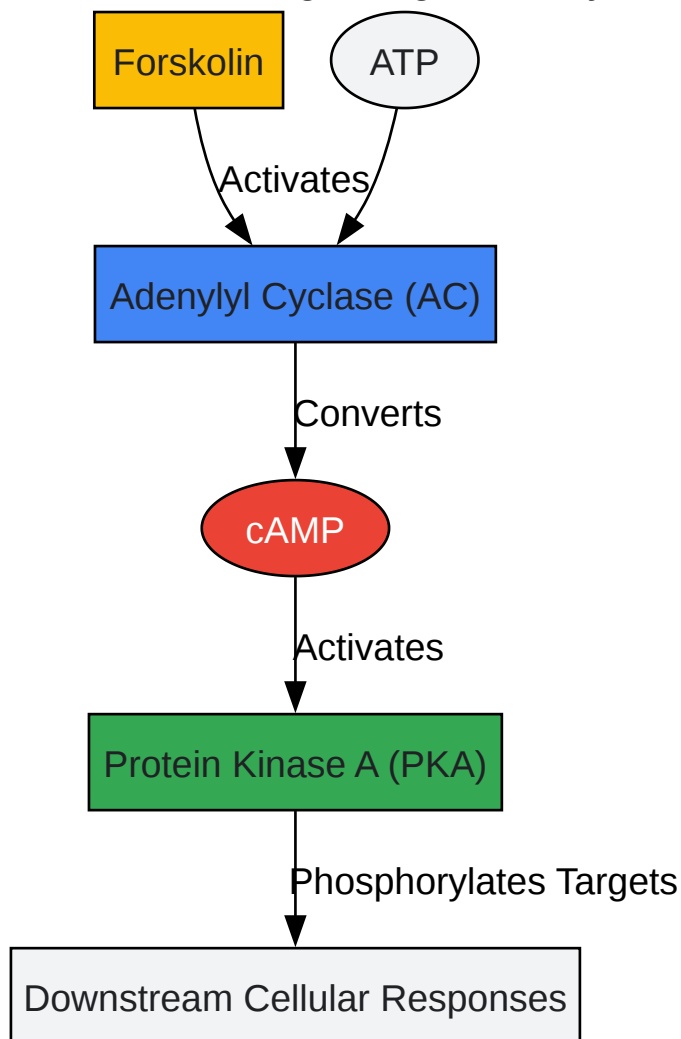 Forskolin
ATP
Activates
Adenylyl Cyclase (AC)
Converts
cAMP
Activates
Protein Kinase A (PKA)
Phosphorylates Targets
Downstream Cellular Responses